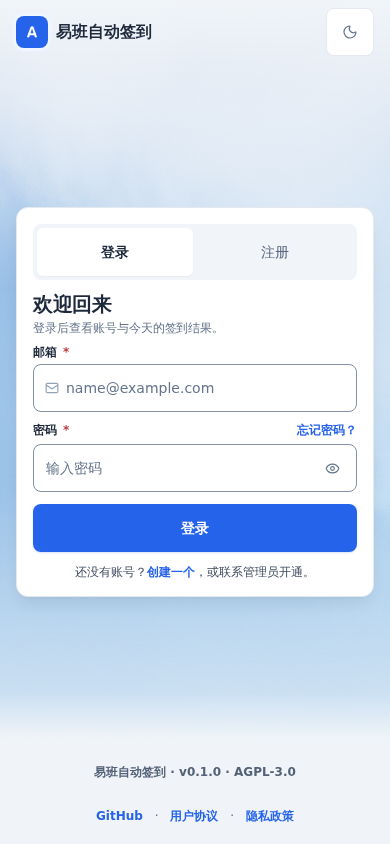 A 易班自动签到
登录 注册
欢迎回来
登录后查看账号与今天的签到结果。
邮箱 *
name@example.com
密码 * 忘记密码？
输入密码
登录
还没有账号？创建一个，或联系管理员开通。
易班自动签到 · v0.1.0 · AGPL-3.0
GitHub · 用户协议 · 隐私政策